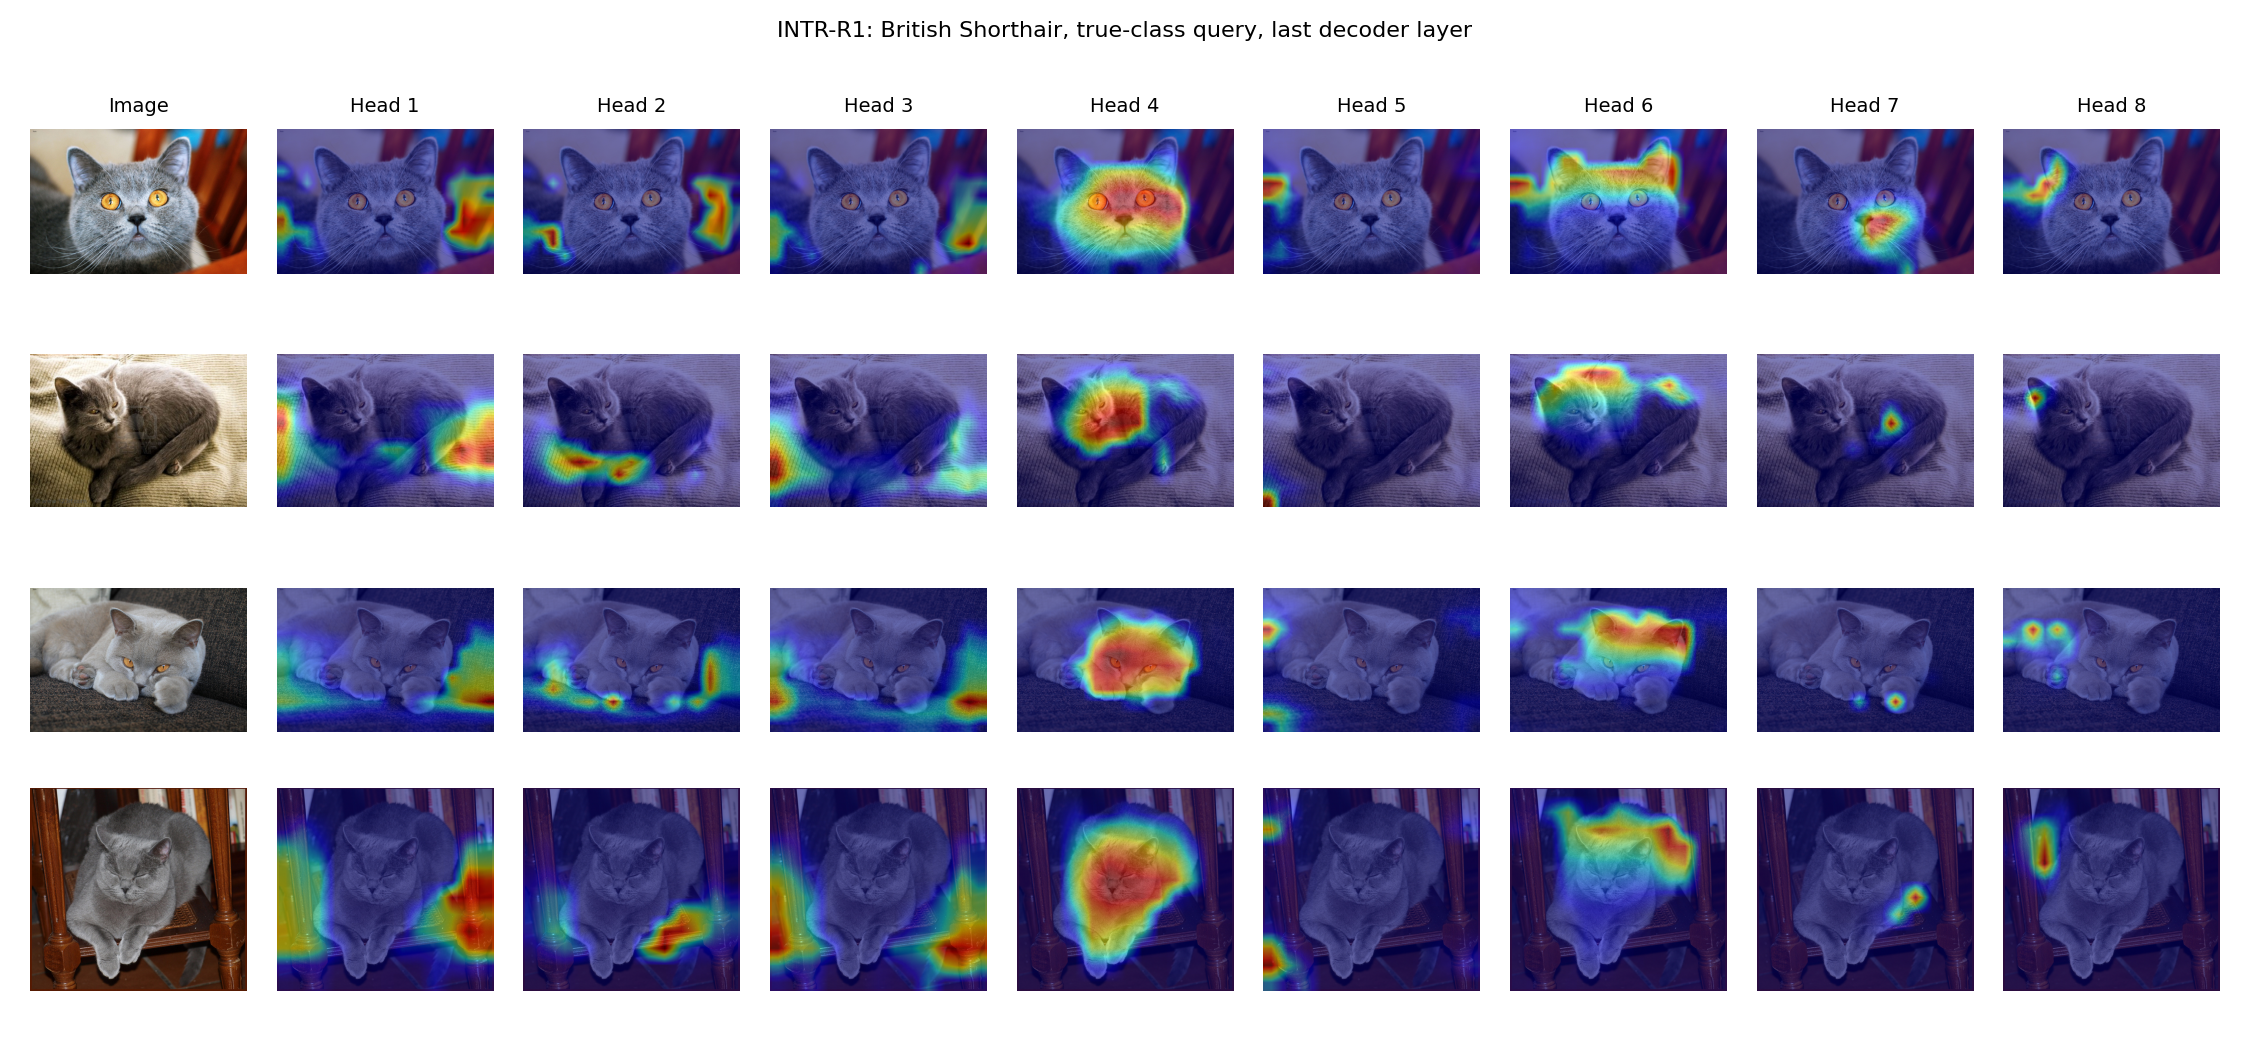 INTR-R1: British Shorthair, true-class query, last decoder layer
Image Head 1 Head 2 Head 3 Head 4 Head 5 Head 6 Head 7 Head 8